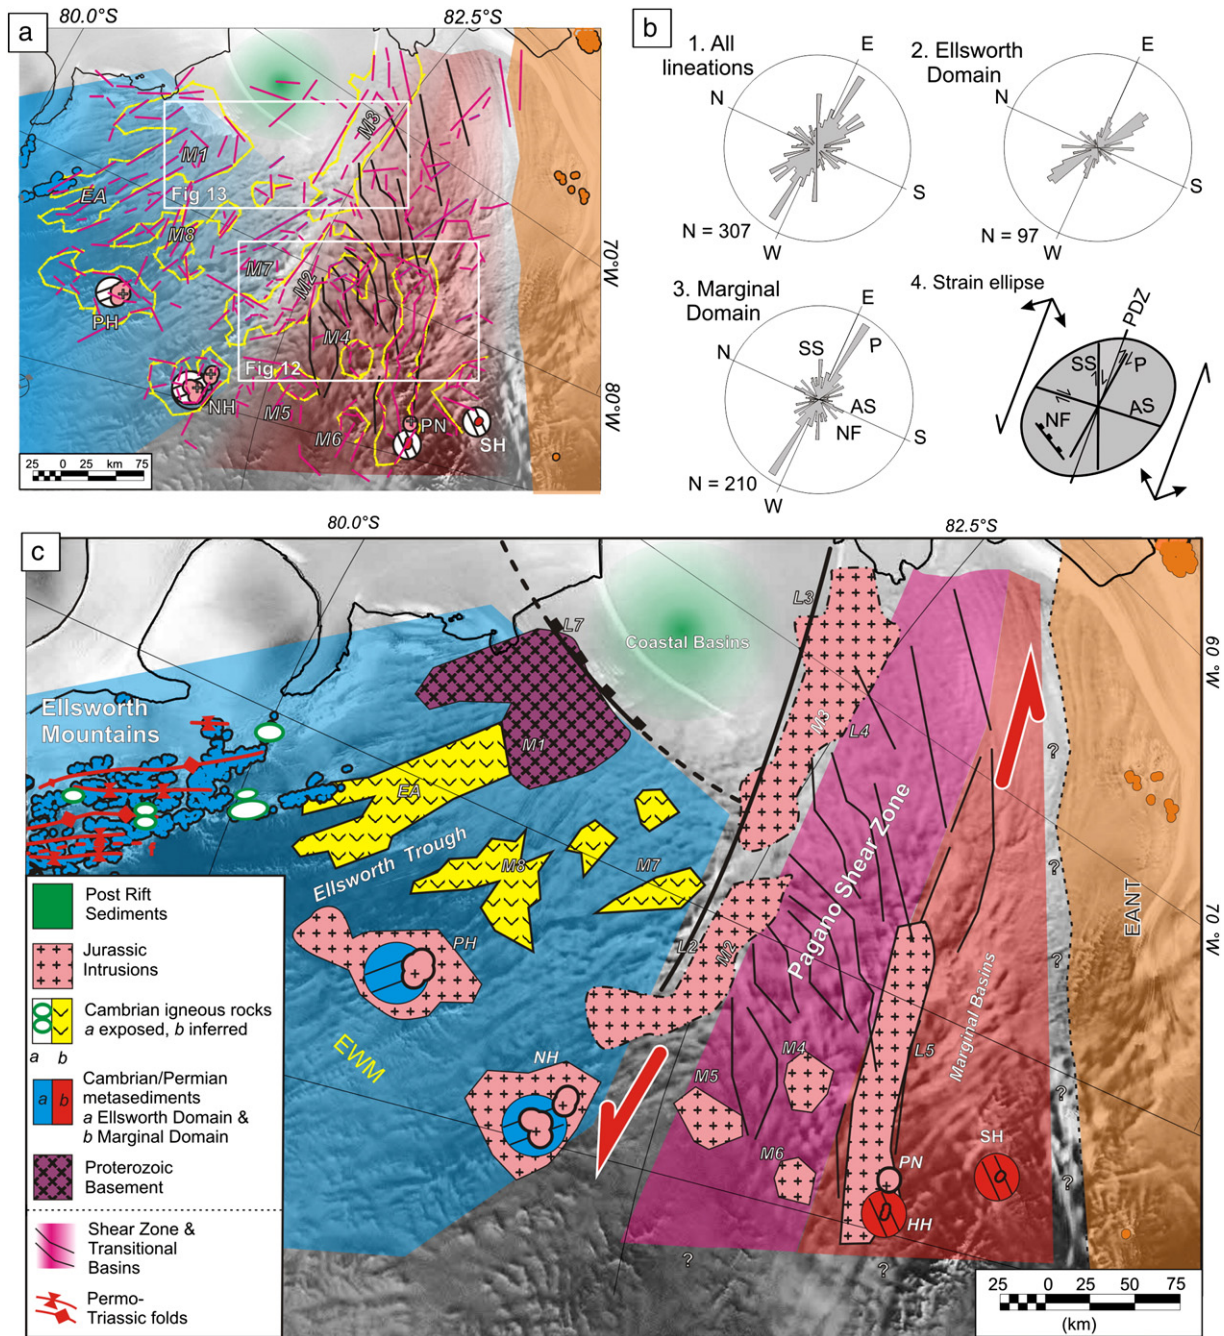 a
80.0°S
82.5°S
M3
M1
Fig 13
EA
M8
M7
M2
70°W
PH
M4
Fig 12
NH
M5
M6
PN
SH
80°W
25 0 25 km 75
b
1. All
lineations
E
N
S
W
N = 307
2. Ellsworth
Domain
E
N
S
W
N = 97
3. Marginal
Domain
E
N
SS
P
AS
NF
S
N = 210
W
4. Strain ellipse
PDZ
SS
P
AS
NF
c
80.0°S
82.5°S
L7
L3
Coastal Basins
60°W
Ellsworth
Mountains
M1
M3
L4
EA
Ellsworth Trough
M8
M7
Pagano Shear Zone
EANT
70°W
PH
L2
M2
?
?
?
?
?
?
?
EWM
NH
M4
M5
L5
Marginal Basins
M6
PN
SH
HH
Post Rift
Sediments
Jurassic
Intrusions
Cambrian igneous rocks
a exposed, b inferred
a b
a b
Cambrian/Permian
metasediments
a Ellsworth Domain &
b Marginal Domain
Proterozoic
Basement
Shear Zone &
Transitional
Basins
Permo-
Triassic folds
25 0 25 50 75
(km)